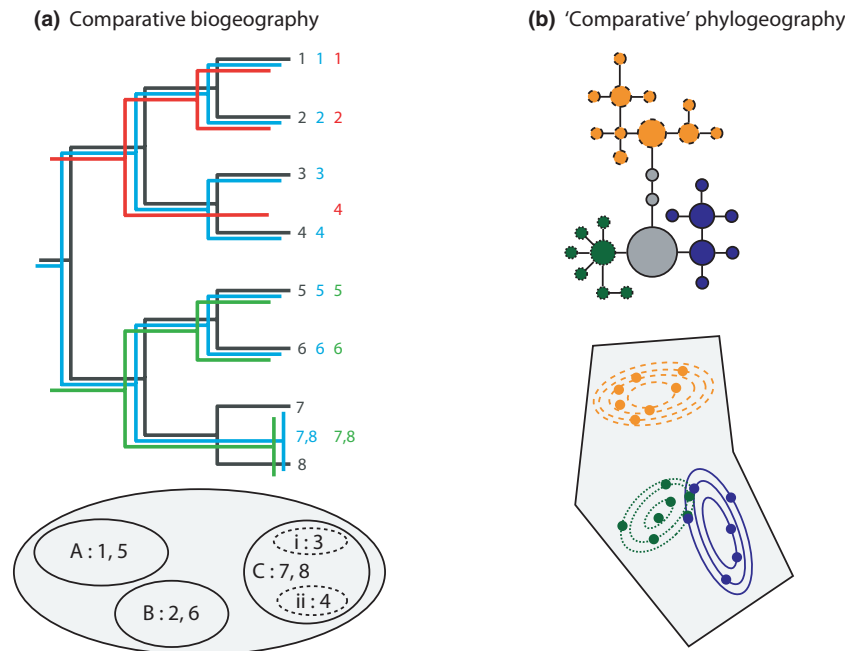 (a) Comparative biogeography
1 1 1
2 2 2
3 3
4
4 4
5 5 5
6 6 6
7
7,8 7,8
8
A : 1, 5
B : 2, 6
i : 3
C : 7, 8
ii : 4
(b) ‘Comparative’ phylogeography